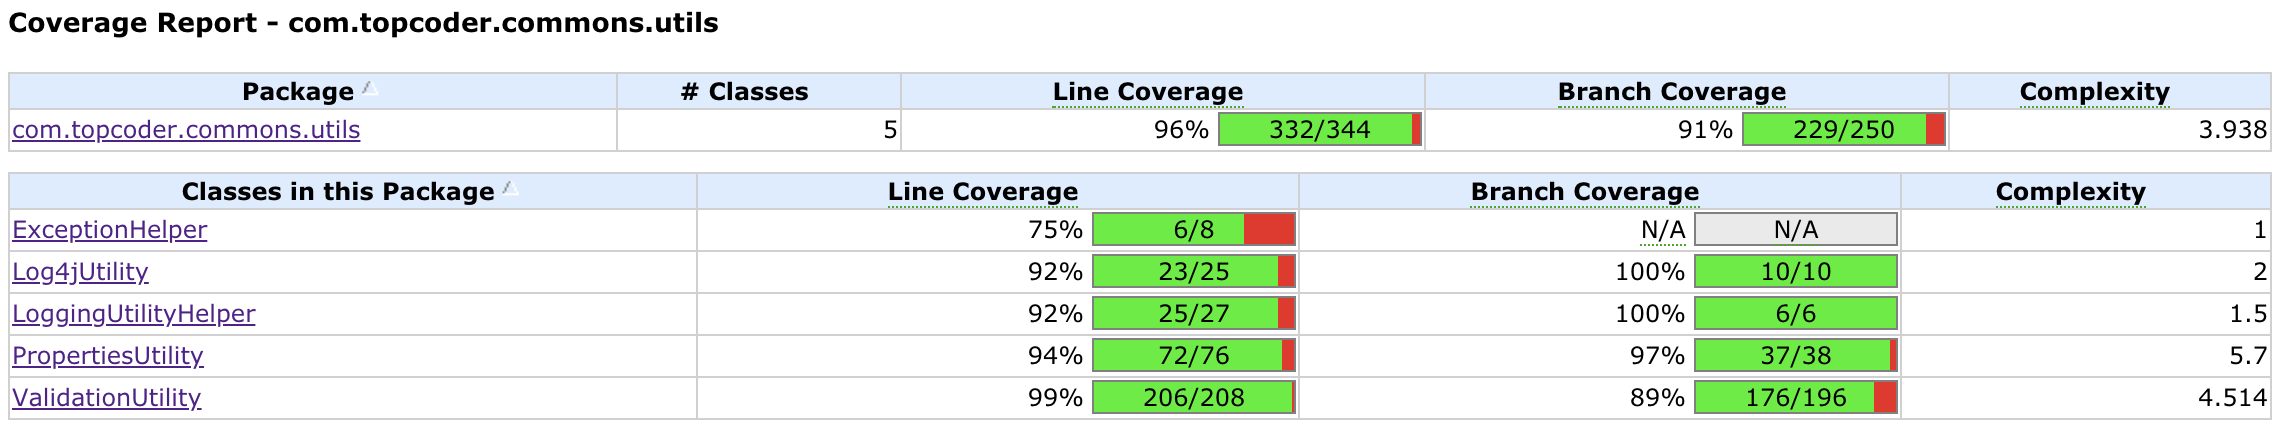 Coverage Report - com.topcoder.commons.utils
Package # Classes Line Coverage Branch Coverage Complexity
com.topcoder.commons.utils 5 96% 332/344 91% 229/250 3.938
Classes in this Package Line Coverage Branch Coverage Complexity
ExceptionHelper 75% 6/8 N/A N/A 1
Log4jUtility 92% 23/25 100% 10/10 2
LoggingUtilityHelper 92% 25/27 100% 6/6 1.5
PropertiesUtility 94% 72/76 97% 37/38 5.7
ValidationUtility 99% 206/208 89% 176/196 4.514